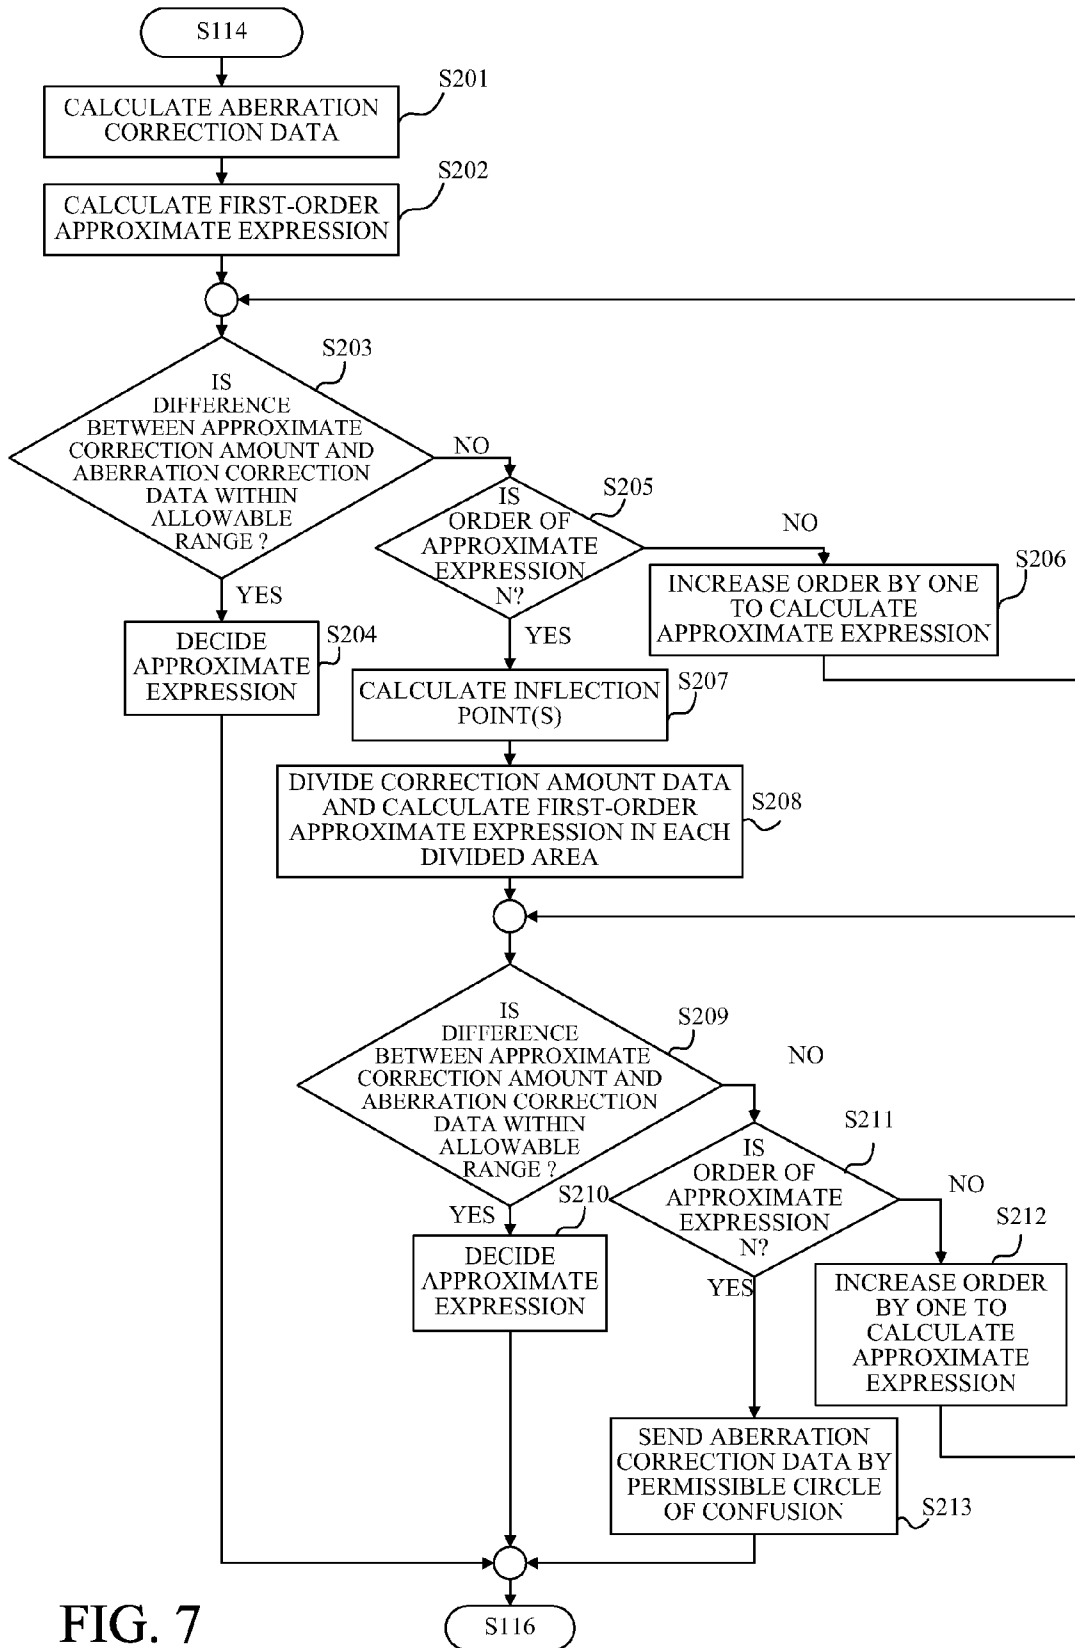 S114
S201
CALCULATE ABERRATION
CORRECTION DATA
S202
CALCULATE FIRST-ORDER
APPROXIMATE EXPRESSION
S203
IS
DIFFERENCE
BETWEEN APPROXIMATE
CORRECTION AMOUNT AND
ABERRATION CORRECTION
DATA WITHIN
ALLOWABLE
RANGE ?
NO
YES
S204
DECIDE
APPROXIMATE
EXPRESSION
S205
IS
ORDER OF
APPROXIMATE
EXPRESSION
N?
NO
YES
S206
INCREASE ORDER BY ONE
TO CALCULATE
APPROXIMATE EXPRESSION
S207
CALCULATE INFLECTION
POINT(S)
DIVIDE CORRECTION AMOUNT DATA
AND CALCULATE FIRST-ORDER
APPROXIMATE EXPRESSION IN EACH
DIVIDED AREA
S208
S209
IS
DIFFERENCE
BETWEEN APPROXIMATE
CORRECTION AMOUNT AND
ABERRATION CORRECTION
DATA WITHIN
ALLOWABLE
RANGE ?
NO
YES
S210
DECIDE
APPROXIMATE
EXPRESSION
S211
IS
ORDER OF
APPROXIMATE
EXPRESSION
N?
NO
YES
S212
INCREASE ORDER
BY ONE TO
CALCULATE
APPROXIMATE
EXPRESSION
SEND ABERRATION
CORRECTION DATA BY
PERMISSIBLE CIRCLE
OF CONFUSION
S213
S116
FIG. 7